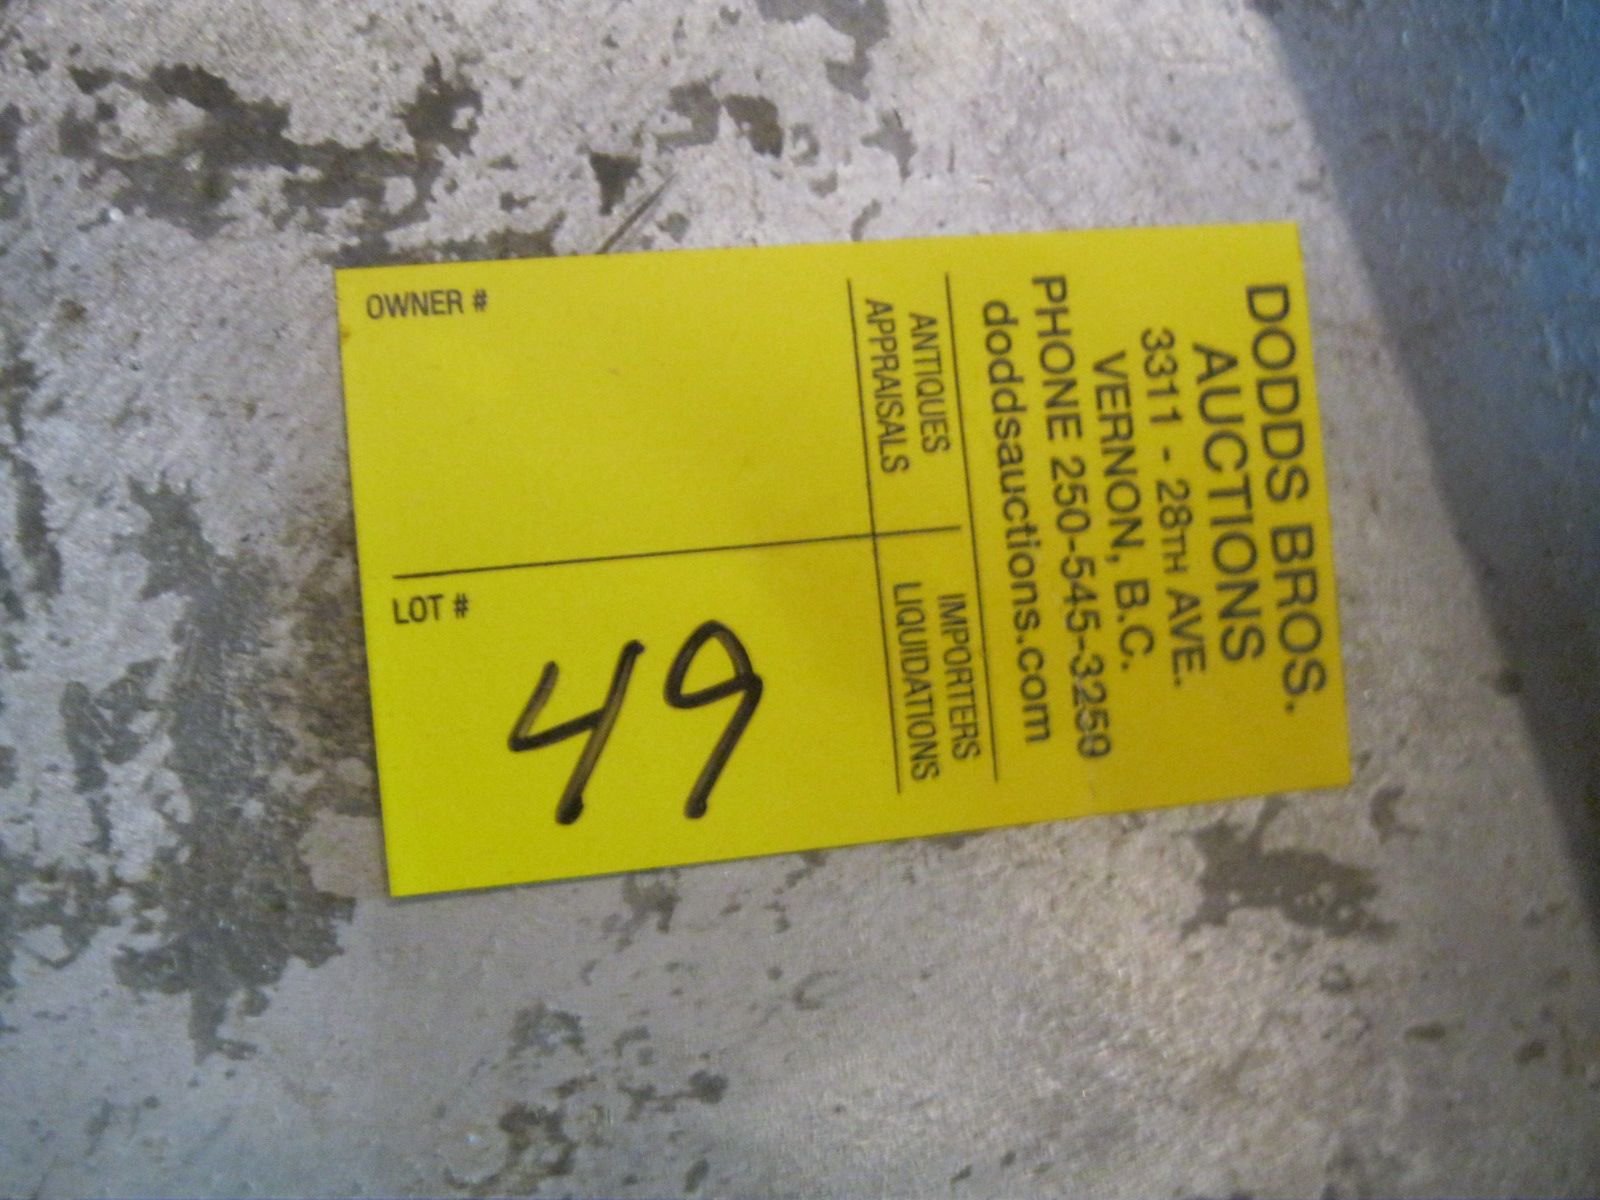 DODDS BROS.
AUCTIONS
3311 - 28TH AVE.
VERNON, B.C.
PHONE 250-545-3259
doddsauctions.com
ANTIQUES
APPRAISALS
IMPORTERS
LIQUIDATIONS
OWNER #
LOT #
49